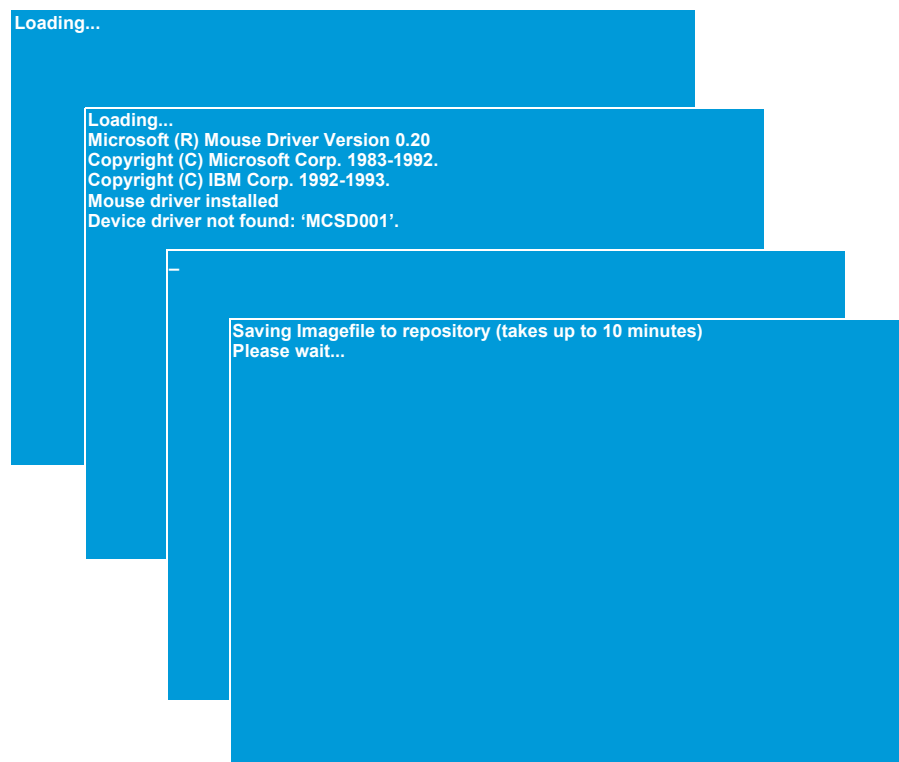 Loading...
Loading...
Microsoft (R) Mouse Driver Version 0.20
Copyright (C) Microsoft Corp. 1983-1992.
Copyright (C) IBM Corp. 1992-1993.
Mouse driver installed
Device driver not found: ‘MCSD001’.
_
Saving Imagefile to repository (takes up to 10 minutes)
Please wait...